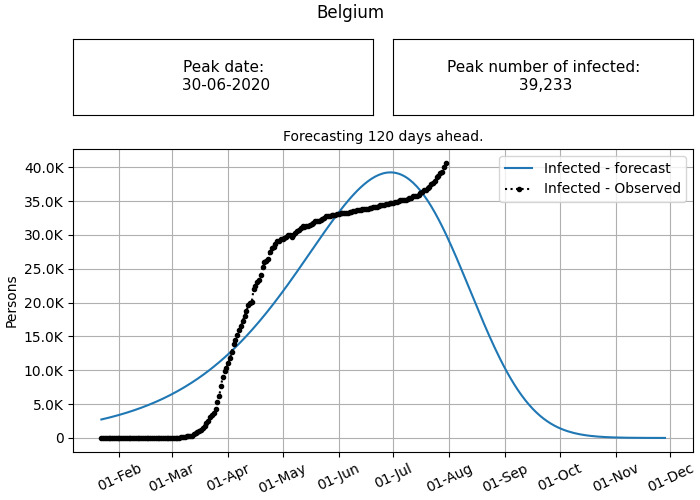 Belgium
Peak date:
30-06-2020
Peak number of infected:
39,233
Forecasting 120 days ahead.
Infected - forecast
Infected - Observed
40.0K
35.0K
30.0K
25.0K
20.0K
15.0K
10.0K
5.0K
0
Persons
01-Feb
01-Mar
01-Apr
01-May
01-Jun
01-Jul
01-Aug
01-Sep
01-Oct
01-Nov
01-Dec